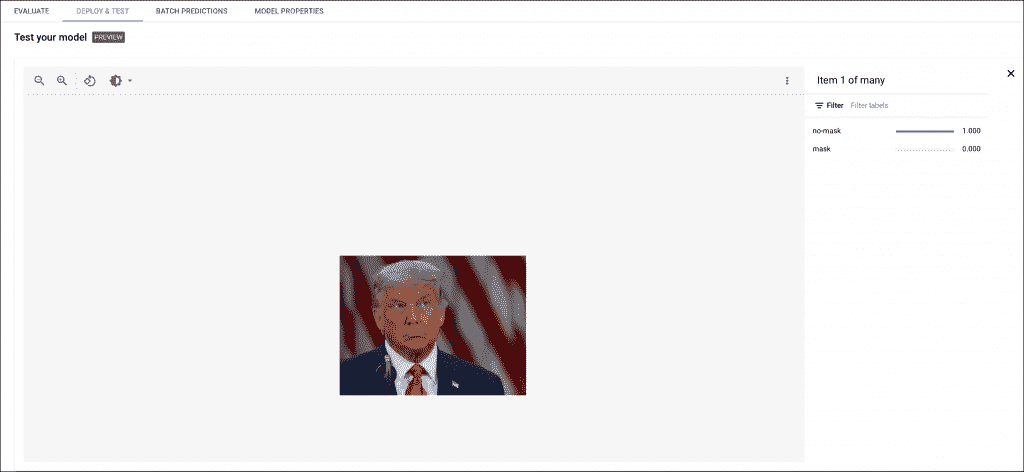 EVALUATE DEPLOY & TEST BATCH PREDICTIONS MODEL PROPERTIES
Test your model PREVIEW
Item 1 of many
Filter Filter labels
no-mask 1.000
mask 0.000